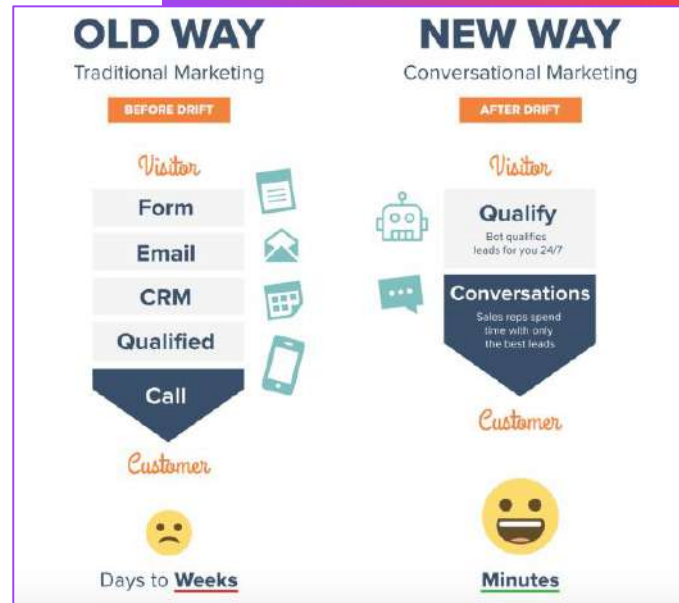 OLD WAY
Traditional Marketing
BEFORE DRIFT
Visitor
Form
Email
CRM
Qualified
Call
Customer
Days to Weeks
NEW WAY
Conversational Marketing
AFTER DRIFT
Visitor
Qualify
Bot qualifies
leads for you 24/7
Conversations
Sales reps spend
time with only
the best leads
Customer
Minutes